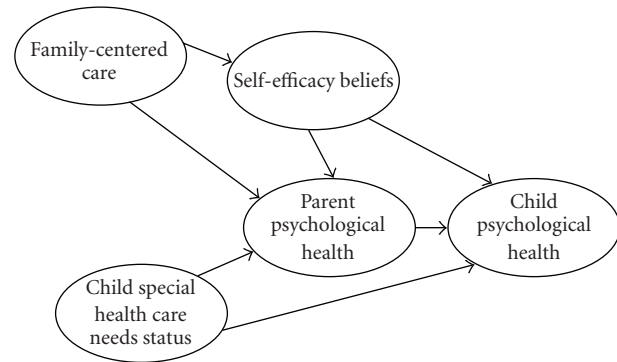 Family-centered
care
Self-efficacy beliefs
Parent
psychological
health
Child
psychological
health
Child special
health care
needs status